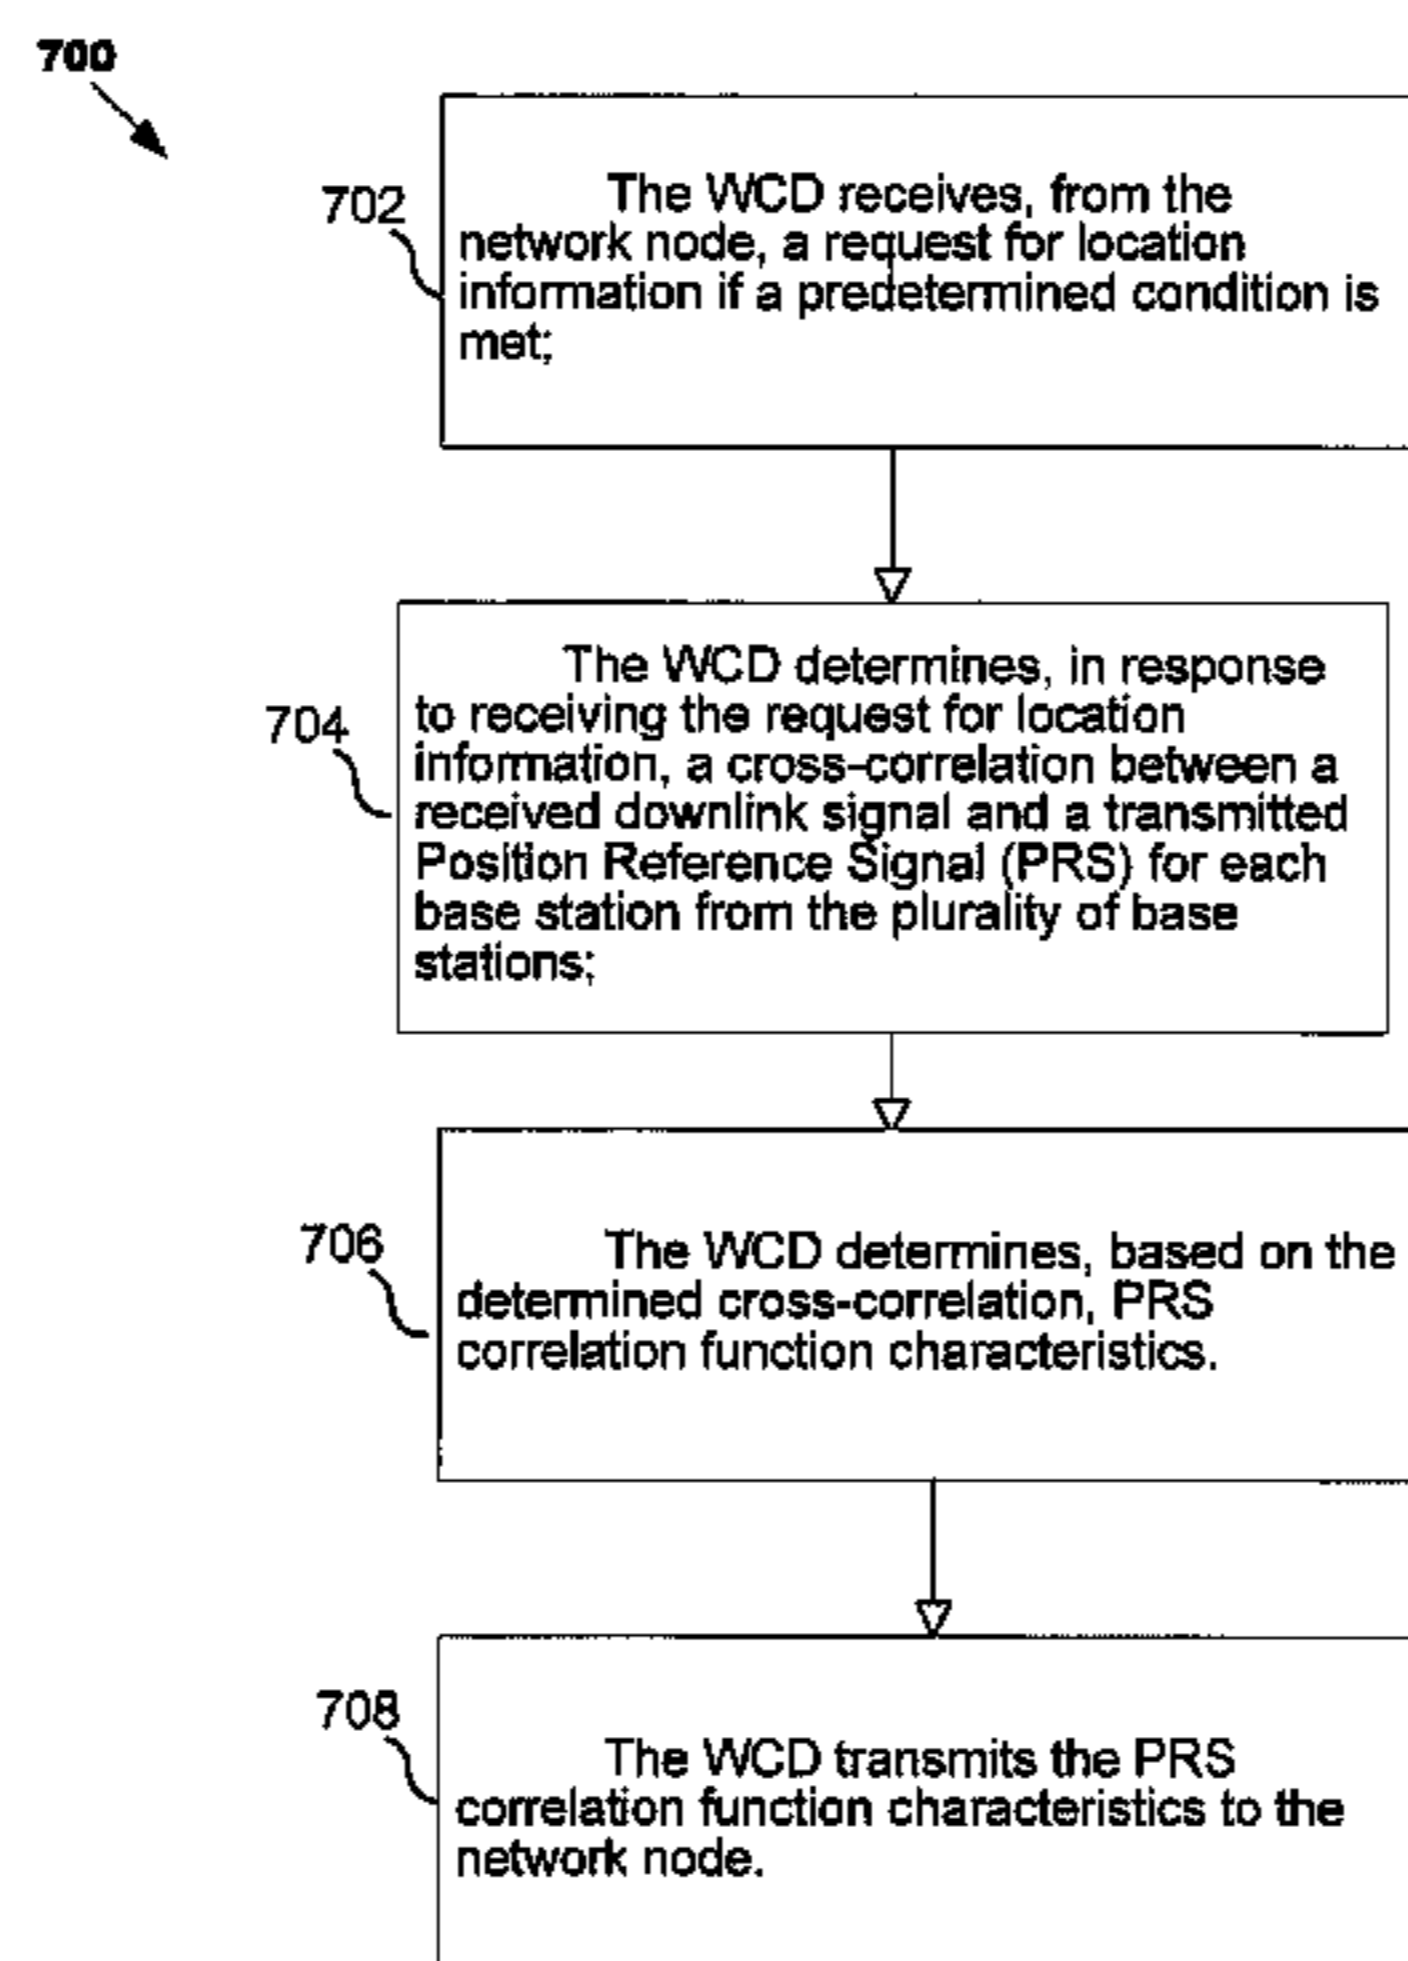 700
702
The WCD receives, from the
network node, a request for location
information if a predetermined condition is
met;
704
The WCD determines, in response
to receiving the request for location
information, a cross-correlation between a
received downlink signal and a transmitted
Position Reference Signal (PRS) for each
base station from the plurality of base
stations;
706
The WCD determines, based on the
determined cross-correlation, PRS
correlation function characteristics.
708
The WCD transmits the PRS
correlation function characteristics to the
network node.